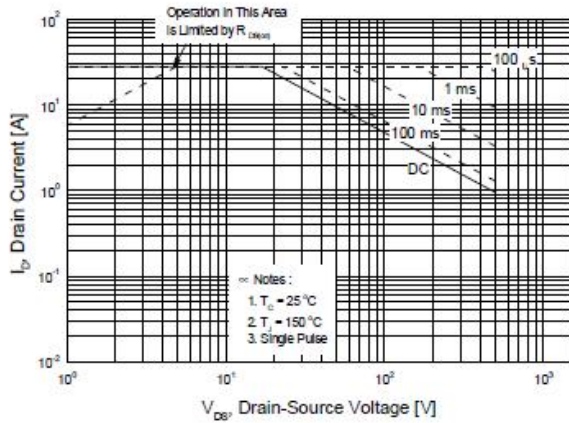 Operation In This Area
is Limited by R DS(on)
10²
10¹
10⁰
10⁻¹
10⁻²
I D, Drain Current [A]
100 µs
1 ms
10 ms
100 ms
DC
∝ Notes :
1. T C = 25 °C
2. T J = 150 °C
3. Single Pulse
10⁰
10¹
10²
10³
V DS, Drain-Source Voltage [V]